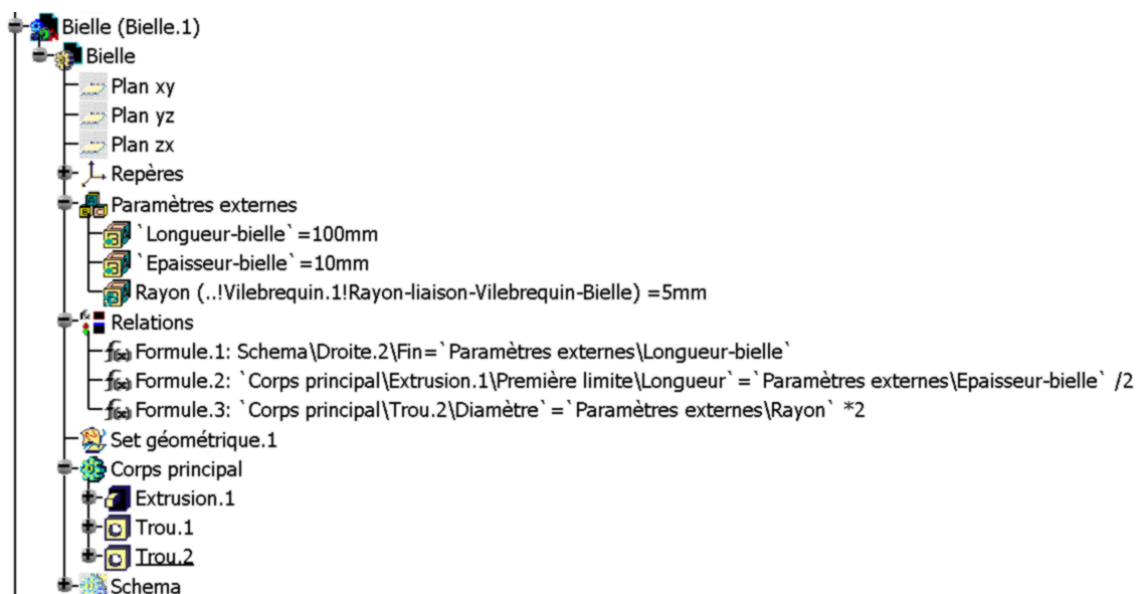 Bielle (Bielle.1)
Bielle
Plan xy
Plan yz
Plan zx
Repères
Paramètres externes
`Longueur-bielle`=100mm
`Epaisseur-bielle`=10mm
Rayon (..!Vilebrequin.1!Rayon-liaison-Vilebrequin-Bielle) =5mm
Relations
f(x) Formule.1: Schema\Droite.2\Fin=`Paramètres externes\Longueur-bielle`
f(x) Formule.2: `Corps principal\Extrusion.1\Première limite\Longueur`=`Paramètres externes\Epaisseur-bielle` /2
f(x) Formule.3: `Corps principal\Trou.2\Diamètre`=`Paramètres externes\Rayon` *2
Set géométrique.1
Corps principal
Extrusion.1
Trou.1
Trou.2
Schema